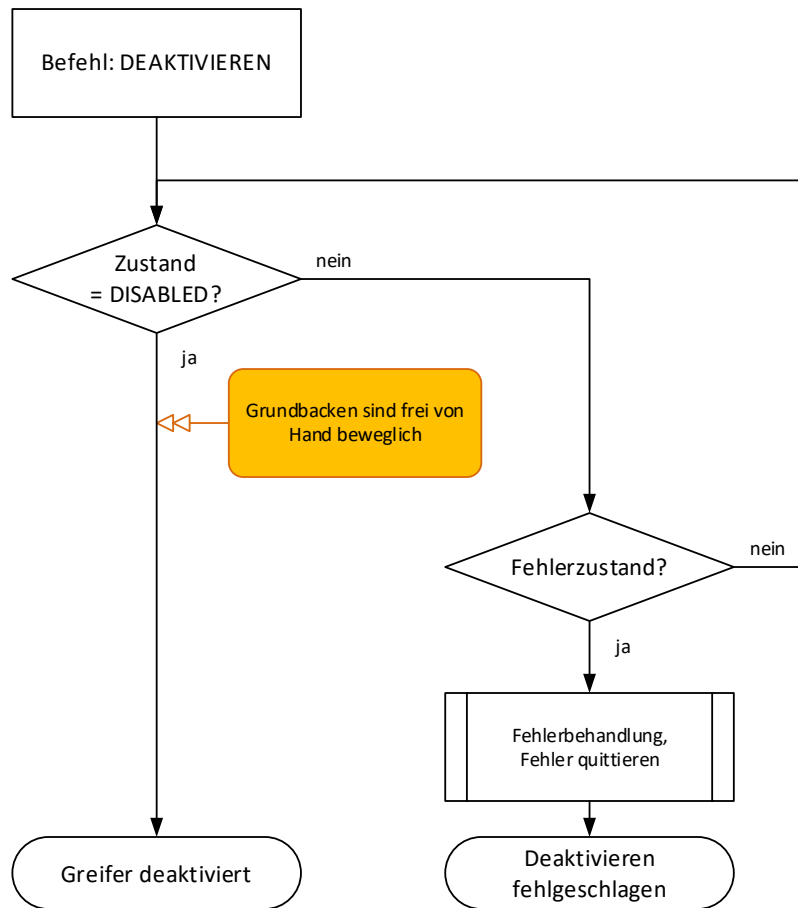 Befehl: DEAKTIVIEREN
Zustand
= DISABLED?
nein
ja
Grundbacken sind frei von
Hand beweglich
Fehlerzustand?
nein
ja
Fehlerbehandlung,
Fehler quittieren
Greifer deaktiviert
Deaktivieren
fehlgeschlagen